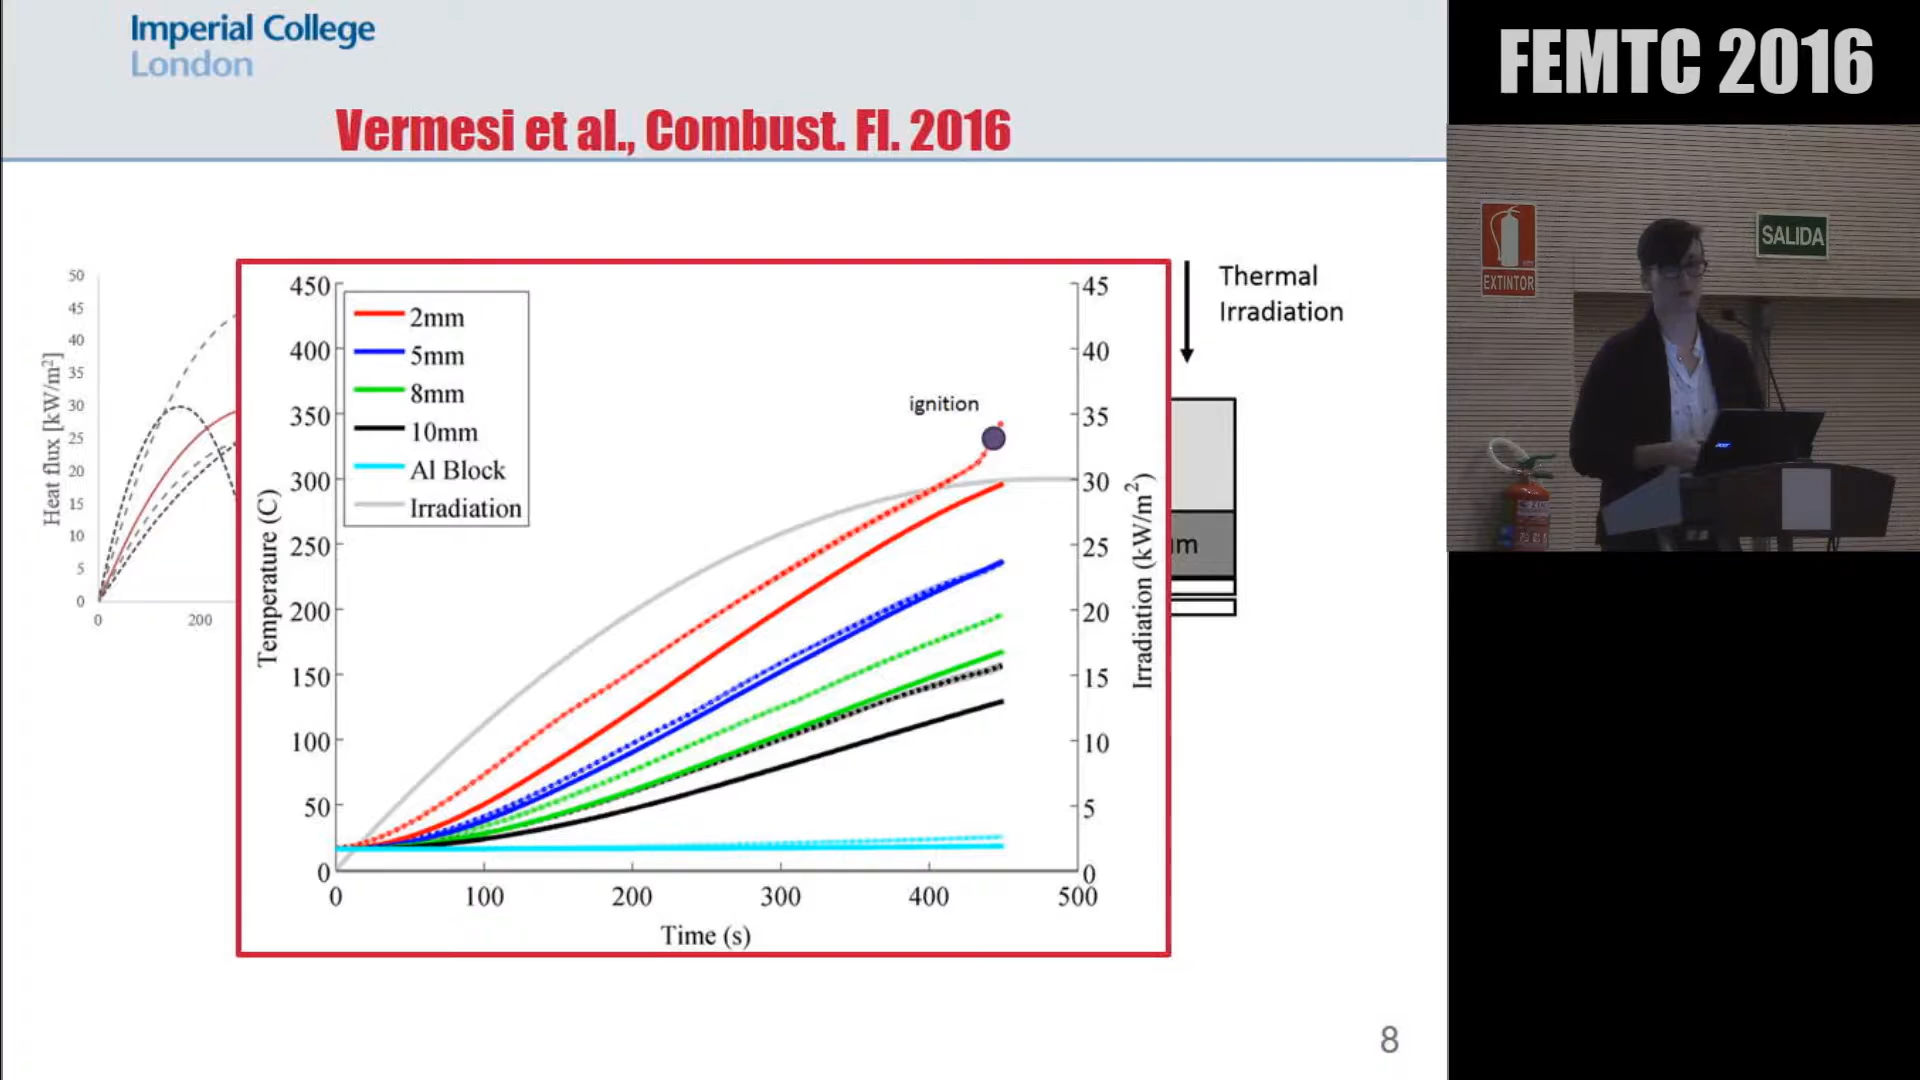 Imperial College
London
Vermesi et al., Combust. Fl. 2016
FEMTC 2016
EXTINTOR
SALIDA
Heat flux [kW/m²]
50
45
40
35
30
25
20
15
10
5
0
0
200
Temperature (C)
450
400
350
300
250
200
150
100
50
0
2mm
5mm
8mm
10mm
Al Block
Irradiation
ignition
45
40
35
30
25
20
15
10
5
0
Irradiation (kW/m²)
0
100
200
300
400
500
Time (s)
Thermal
Irradiation
8